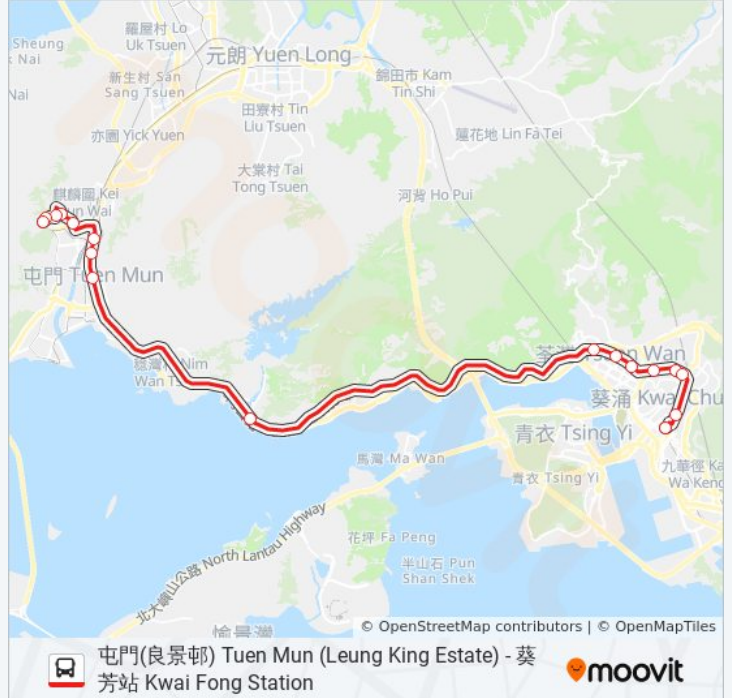 羅屋村 Lo
Uk Tsuen
Sheung
Nai
元朗 Yuen Long
新生村 San
Sang Tsuen
錦田市 Kam
Tin Shi
Nai
田寮村 Tin
Liu Tsuen
亦園 Yick Yuen
蓮花地 Lin Fa Tei
大棠村 Tai
Tong Tsuen
麒麟圍 Kei
un Wai
河背 Ho Pui
屯門 Tuen Mun
Nim
Wan Ts
荃灣 Tsuen Wan
葵涌 Kwai Chu
青衣 Tsing Yi
馬灣 Ma Wan
九華徑 Ka
Wa Keng
青衣 Tsing Yi
北大嶼山公路 North Lantau Highway
花坪 Fa Peng
半山石 Pun
Shan Shek
愉景灣
© OpenStreetMap contributors | © OpenMapTiles
屯門(良景邨) Tuen Mun (Leung King Estate) - 葵
芳站 Kwai Fong Station
moovit